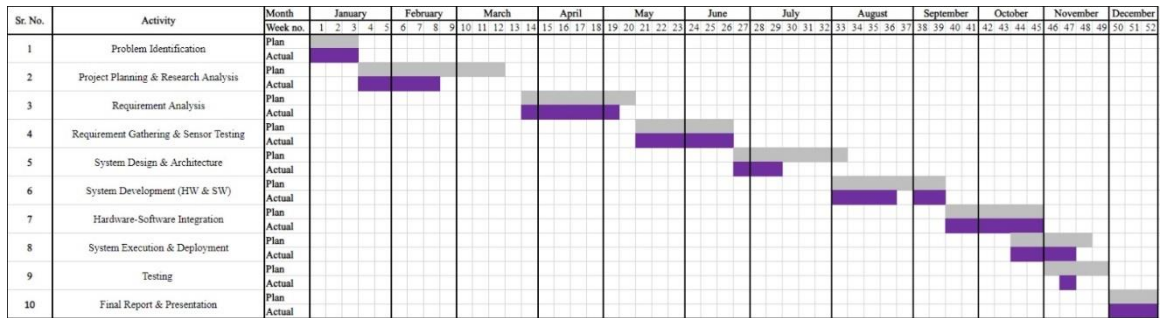 Sr. No. Activity Month January February March April May June July August September October November December
Week no. 1 2 3 4 5 6 7 8 9 10 11 12 13 14 15 16 17 18 19 20 21 22 23 24 25 26 27 28 29 30 31 32 33 34 35 36 37 38 39 40 41 42 43 44 45 46 47 48 49 50 51 52
1 Problem Identification Plan
Actual
2 Project Planning & Research Analysis Plan
Actual
3 Requirement Analysis Plan
Actual
4 Requirement Gathering & Sensor Testing Plan
Actual
5 System Design & Architecture Plan
Actual
6 System Development (HW & SW) Plan
Actual
7 Hardware-Software Integration Plan
Actual
8 System Execution & Deployment Plan
Actual
9 Testing Plan
Actual
10 Final Report & Presentation Plan
Actual